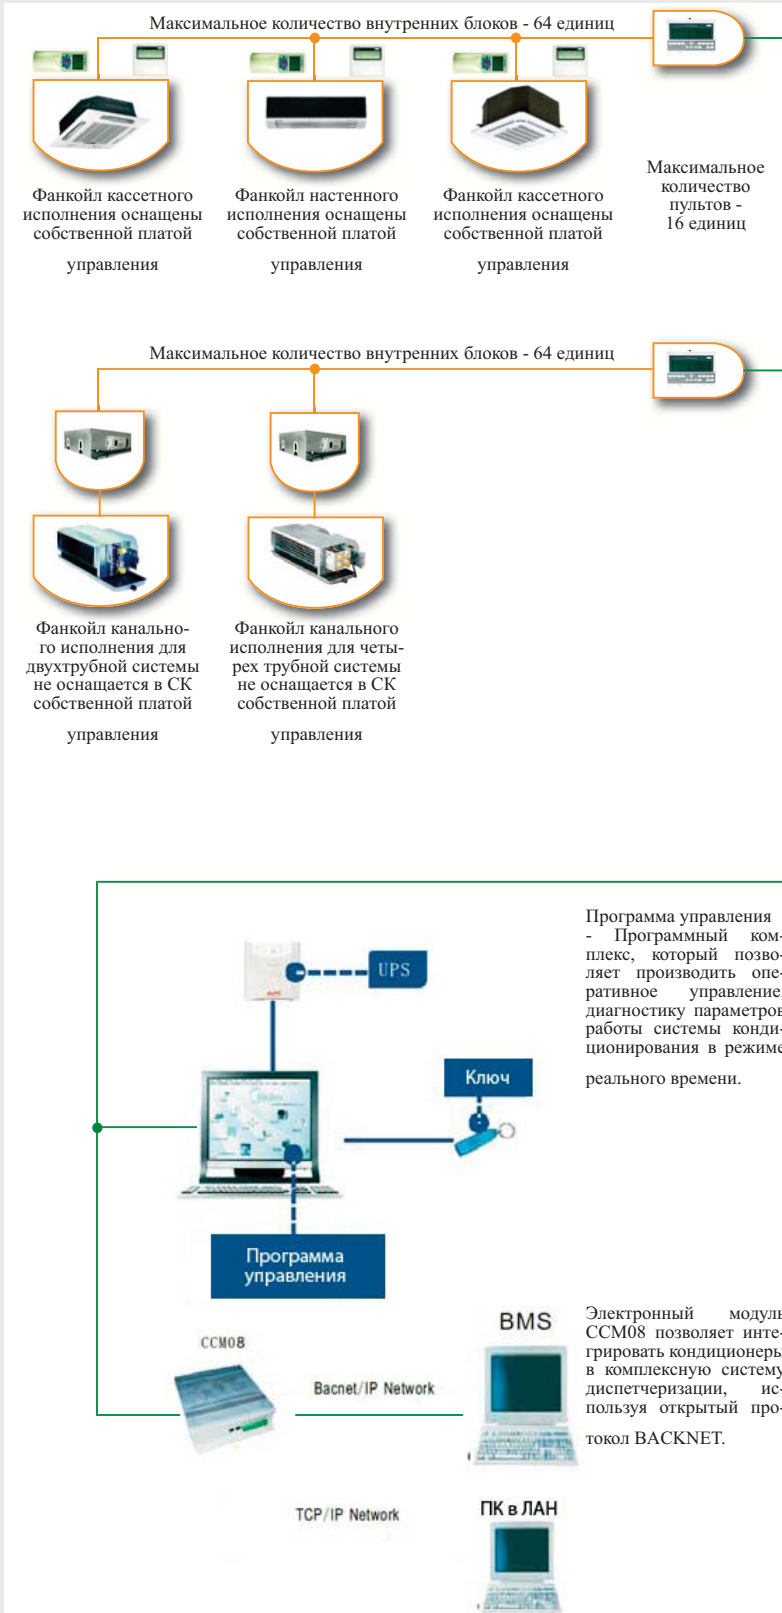 Максимальное количество внутренних блоков - 64 единиц
Фанкойл кассетного
исполнения оснащены
собственной платой
управления
Фанкойл настенного
исполнения оснащены
собственной платой
управления
Фанкойл кассетного
исполнения оснащены
собственной платой
управления
Максимальное
количество
пультов -
16 единиц
Максимальное количество внутренних блоков - 64 единиц
Фанкойл канально-
го исполнения для
двухтрубной системы
не оснащается в СК
собственной платой
управления
Фанкойл канального
исполнения для четы-
рех трубной системы
не оснащается в СК
собственной платой
управления
UPS
Ключ
Программа
управления
Программа управления
- Программный ком-
плекс, который позво-
ляет производить опе-
ративное управление,
диагностику параметров
работы системы конди-
ционирования в режиме
реального времени.
CCM08
Bacnet/IP Network
BMS
Электронный модуль
CCM08 позволяет инте-
грировать кондиционеры
в комплексную систему
диспетчеризации, ис-
пользуя открытый про-
токол BACKNET.
TCP/IP Network
ПК в ЛАН